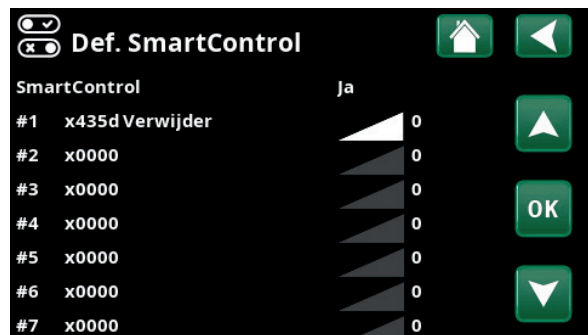 Def. SmartControl
SmartControl Ja
#1 x435d Verwijder 0
#2 x0000 0
#3 x0000 0
#4 x0000 0
OK
#5 x0000 0
#6 x0000 0
#7 x0000 0